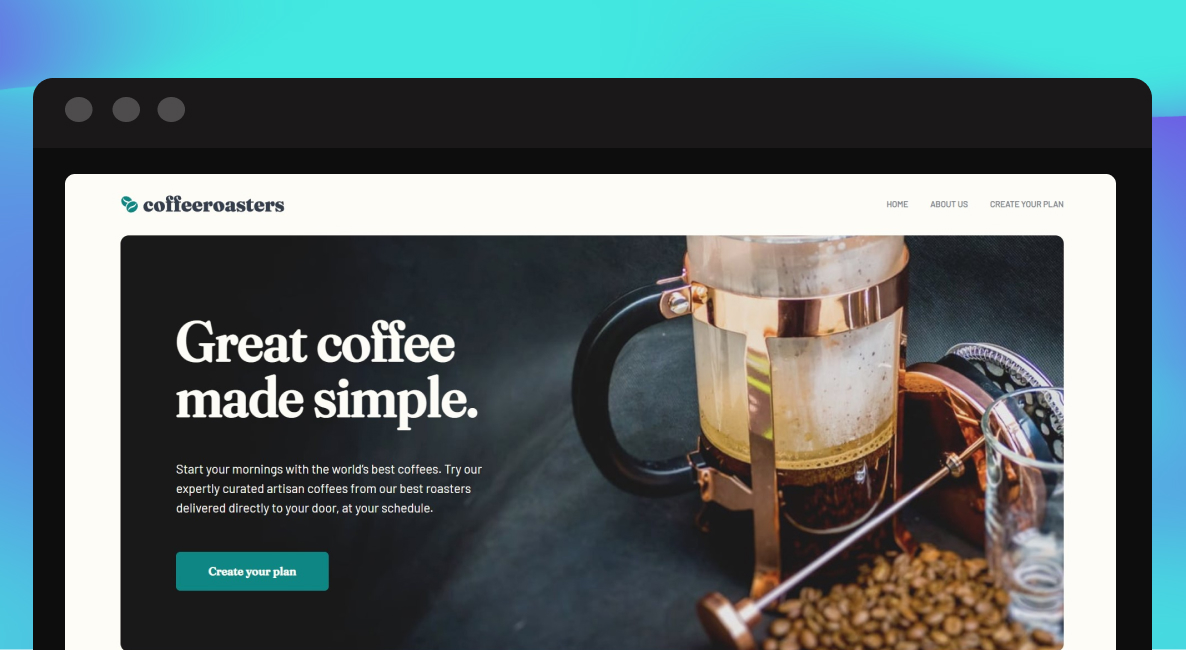 coffeeroasters
HOME ABOUT US CREATE YOUR PLAN
Great coffee
made simple.
Start your mornings with the world’s best coffees. Try our
expertly curated artisan coffees from our best roasters
delivered directly to your door, at your schedule.
Create your plan